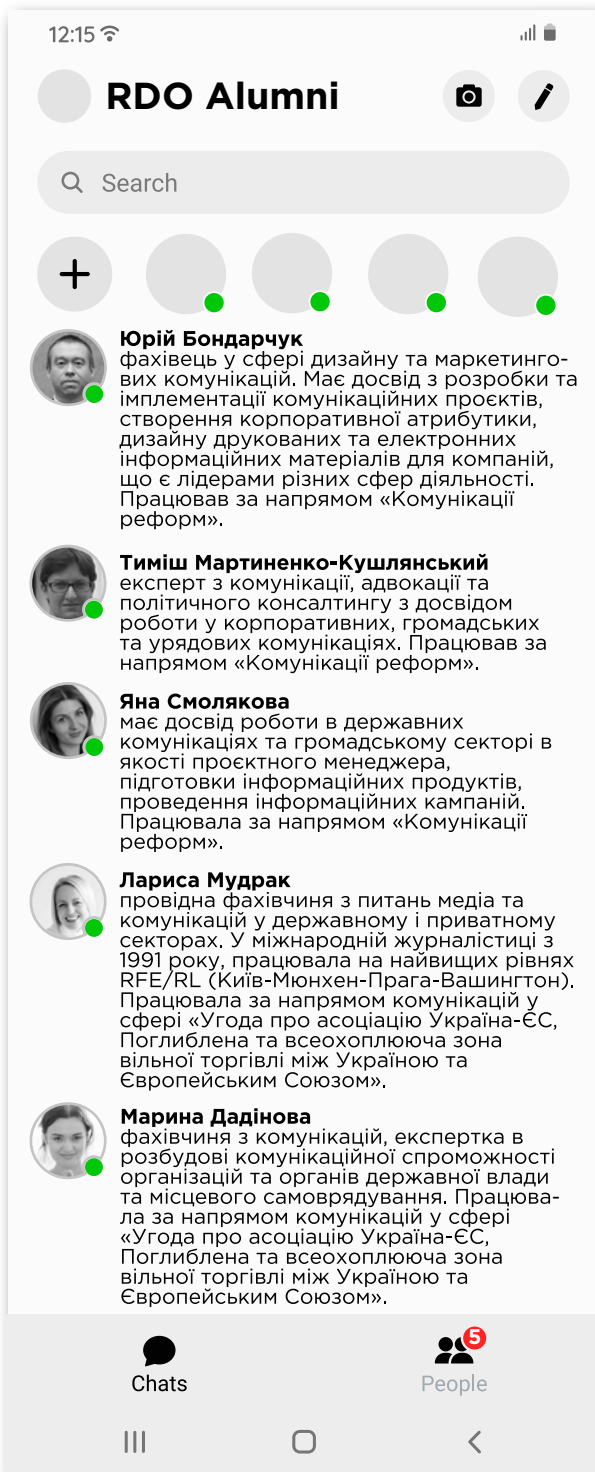 12:15
RDO Alumni
Search
Юрій Бондарчук
фахівець у сфері дизайну та маркетинго-
вих комунікацій. Має досвід з розробки та
імплементації комунікаційних проєктів,
створення корпоративної атрибутики,
дизайну друкованих та електронних
інформаційних матеріалів для компаній,
що є лідерами різних сфер діяльності.
Працював за напрямом «Комунікації
реформ».
Тиміш Мартиненко-Кушлянський
експерт з комунікації, адвокації та
політичного консалтингу з досвідом
роботи у корпоративних, громадських
та урядових комунікаціях. Працював за
напрямом «Комунікації реформ».
Яна Смолякова
має досвід роботи в державних
комунікаціях та громадському секторі в
якості проєктного менеджера,
підготовки інформаційних продуктів,
проведення інформаційних кампаній.
Працювала за напрямом «Комунікації
реформ».
Лариса Мудрак
провідна фахівчиня з питань медіа та
комунікацій у державному і приватному
секторах. У міжнародній журналістиці з
1991 року, працювала на найвищих рівнях
RFE/RL (Київ-Мюнхен-Прага-Вашингтон).
Працювала за напрямом комунікацій у
сфері «Угода про асоціацію Україна-ЄС,
Поглиблена та всеохоплююча зона
вільної торгівлі між Україною та
Європейським Союзом».
Марина Дадінова
фахівчиня з комунікацій, експертка в
розбудові комунікаційної спроможності
організацій та органів державної влади
та місцевого самоврядування. Працюва-
ла за напрямом комунікацій у сфері
«Угода про асоціацію Україна-ЄС,
Поглиблена та всеохоплююча зона
вільної торгівлі між Україною та
Європейським Союзом».
5
Chats
People